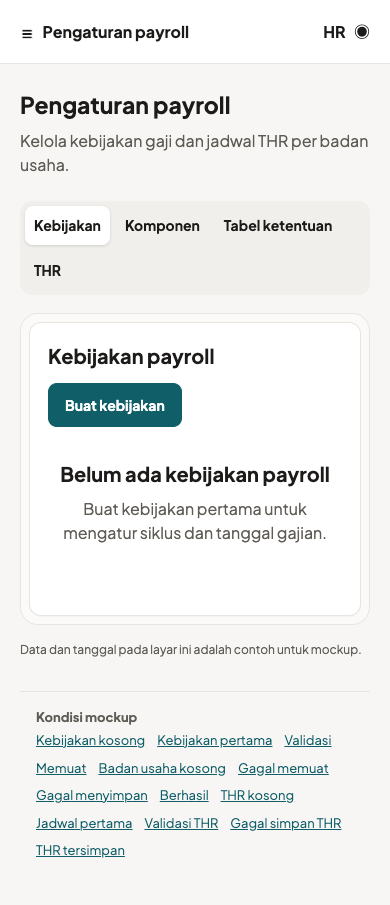 ≡ Pengaturan payroll HR ◉
Pengaturan payroll
Kelola kebijakan gaji dan jadwal THR per badan
usaha.
Kebijakan Komponen Tabel ketentuan
THR
Kebijakan payroll
Buat kebijakan
Belum ada kebijakan payroll
Buat kebijakan pertama untuk
mengatur siklus dan tanggal gajian.
Data dan tanggal pada layar ini adalah contoh untuk mockup.
Kondisi mockup
Kebijakan kosong Kebijakan pertama Validasi
Memuat Badan usaha kosong Gagal memuat
Gagal menyimpan Berhasil THR kosong
Jadwal pertama Validasi THR Gagal simpan THR
THR tersimpan